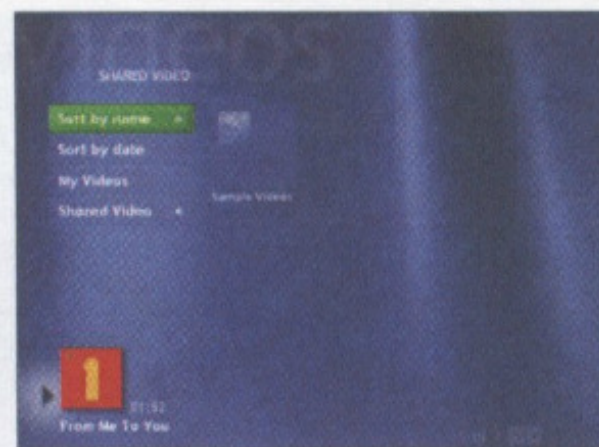 Videos
SHARED VIDEO
Sort by name
Sort by date
My Videos
Shared Video
Sample Videos
1
01:52
From Me To You